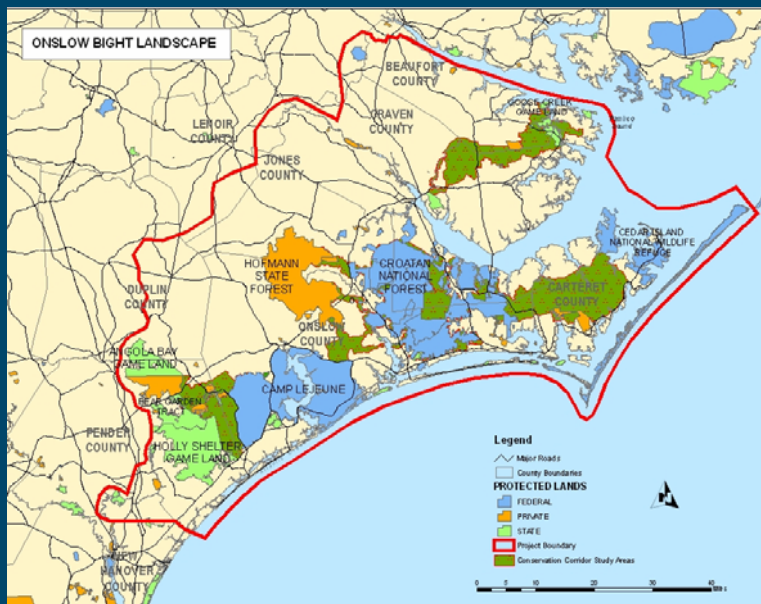 ONSLOW BIGHT LANDSCAPE
BEAUFORT
COUNTY
GOOSE CREEK
GAME LAND
CRAVEN
COUNTY
LENOIR
COUNTY
JONES
COUNTY
CEDAR ISLAND
NATIONAL WILDLIFE
REFUGE
HOFMANN
STATE
FOREST
CROATAN
NATIONAL
FOREST
CARTERET
COUNTY
DUPLIN
COUNTY
ONSLOW
COUNTY
ANGOLA BAY
GAME LAND
CAMP LEJEUNE
BEAR GARDEN
TRACT
PENDER
COUNTY
HOLLY SHELTER
GAME LAND
NEW
HANOVER
COUNTY
Legend
Major Roads
County Boundaries
PROTECTED LANDS
FEDERAL
PRIVATE
STATE
Project Boundary
Conservation Corridor Study Areas
0 5 10 20 30 40